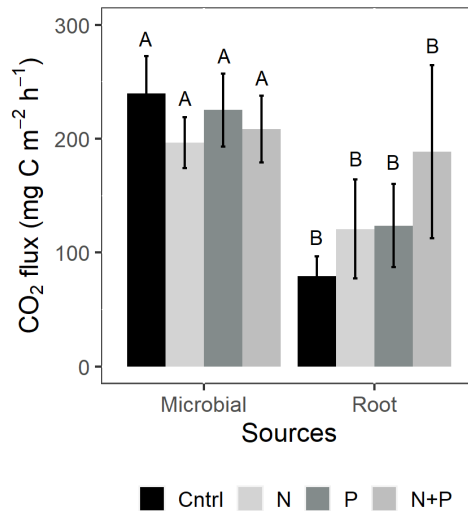 300
200
100
0
CO₂ flux (mg C m⁻² h⁻¹)
A
A
A
A
B
B
B
B
Microbial
Root
Sources
Cntrl
N
P
N+P